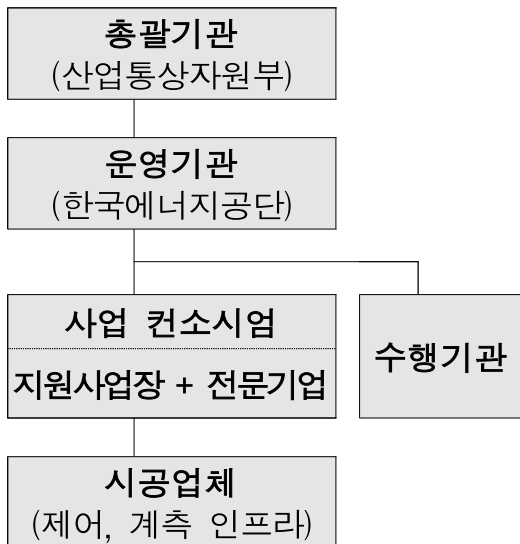 총괄기관
(산업통상자원부)
운영기관
(한국에너지공단)
사업 컨소시엄
지원사업장 + 전문기업
수행기관
시공업체
(제어, 계측 인프라)